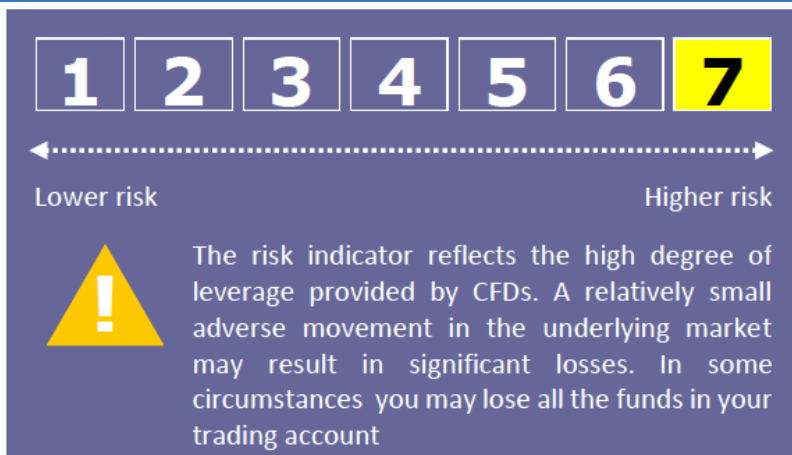 1 2 3 4 5 6 7
Lower risk Higher risk
!
The risk indicator reflects the high degree of
leverage provided by CFDs. A relatively small
adverse movement in the underlying market
may result in significant losses. In some
circumstances you may lose all the funds in your
trading account